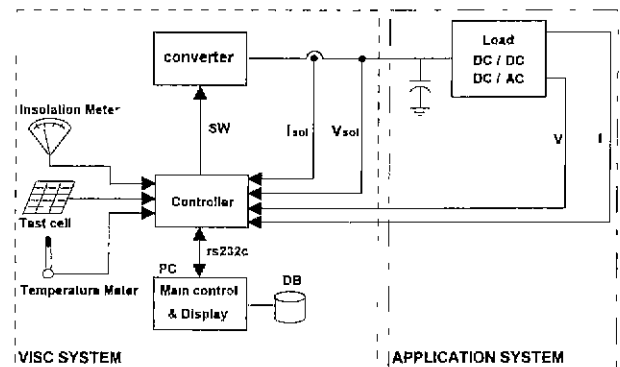 converter
Load
DC / DC
DC / AC
Insolation Meter
SW
Isol
Vsol
V
I
Controller
Test cell
rs232c
PC
Temperature Meter
Main control
& Display
DB
VISC SYSTEM
APPLICATION SYSTEM